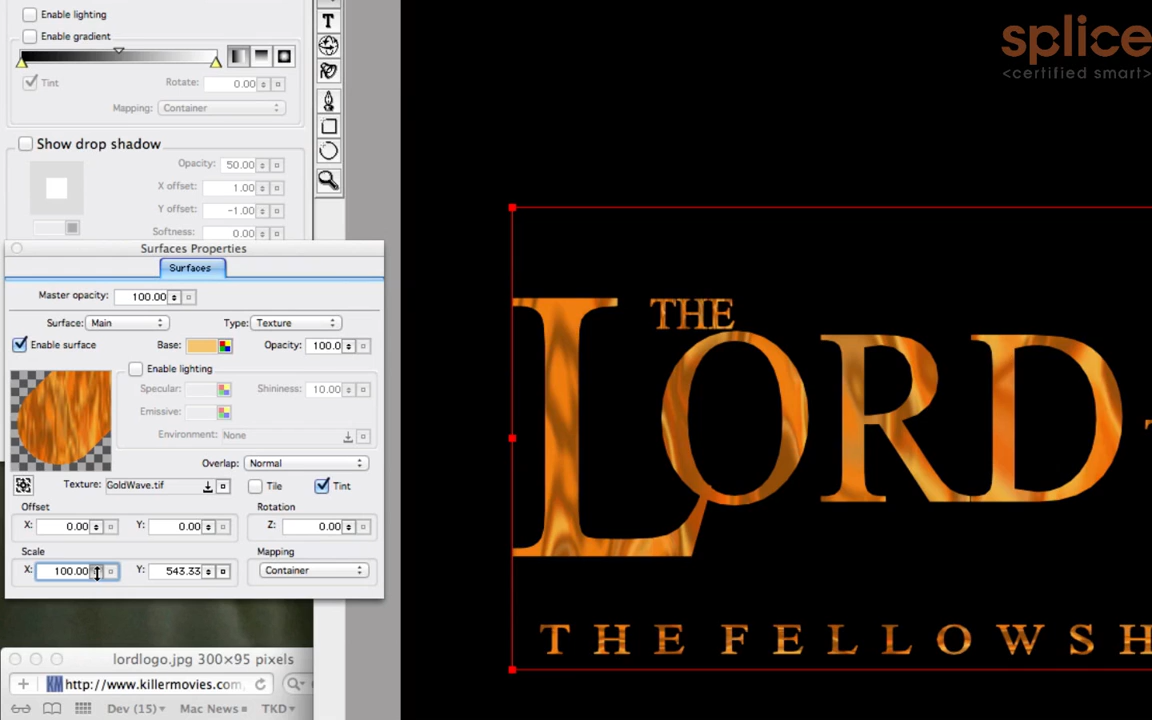 Enable lighting
Enable gradient
Tint
Rotate: 0.00
Mapping: Container
Show drop shadow
Opacity: 50.00
X offset: 1.00
Y offset: -1.00
Softness: 0.00
T
splice
<certified smart>
Surfaces Properties
Surfaces
Master opacity: 100.00
Surface: Main Type: Texture
Enable surface Base: Opacity: 100.0
Enable lighting
Specular: Shininess: 10.00
Emissive:
Environment: None
Overlap: Normal
Texture: GoldWave.tif Tile Tint
Offset Rotation
X: 0.00 Y: 0.00 Z: 0.00
Scale Mapping
X: 100.00 Y: 543.33 Container
THE
LORD
THE FELLOWSH
lordlogo.jpg 300×95 pixels
KM http://www.killermovies.com
Dev (15) Mac News TKD